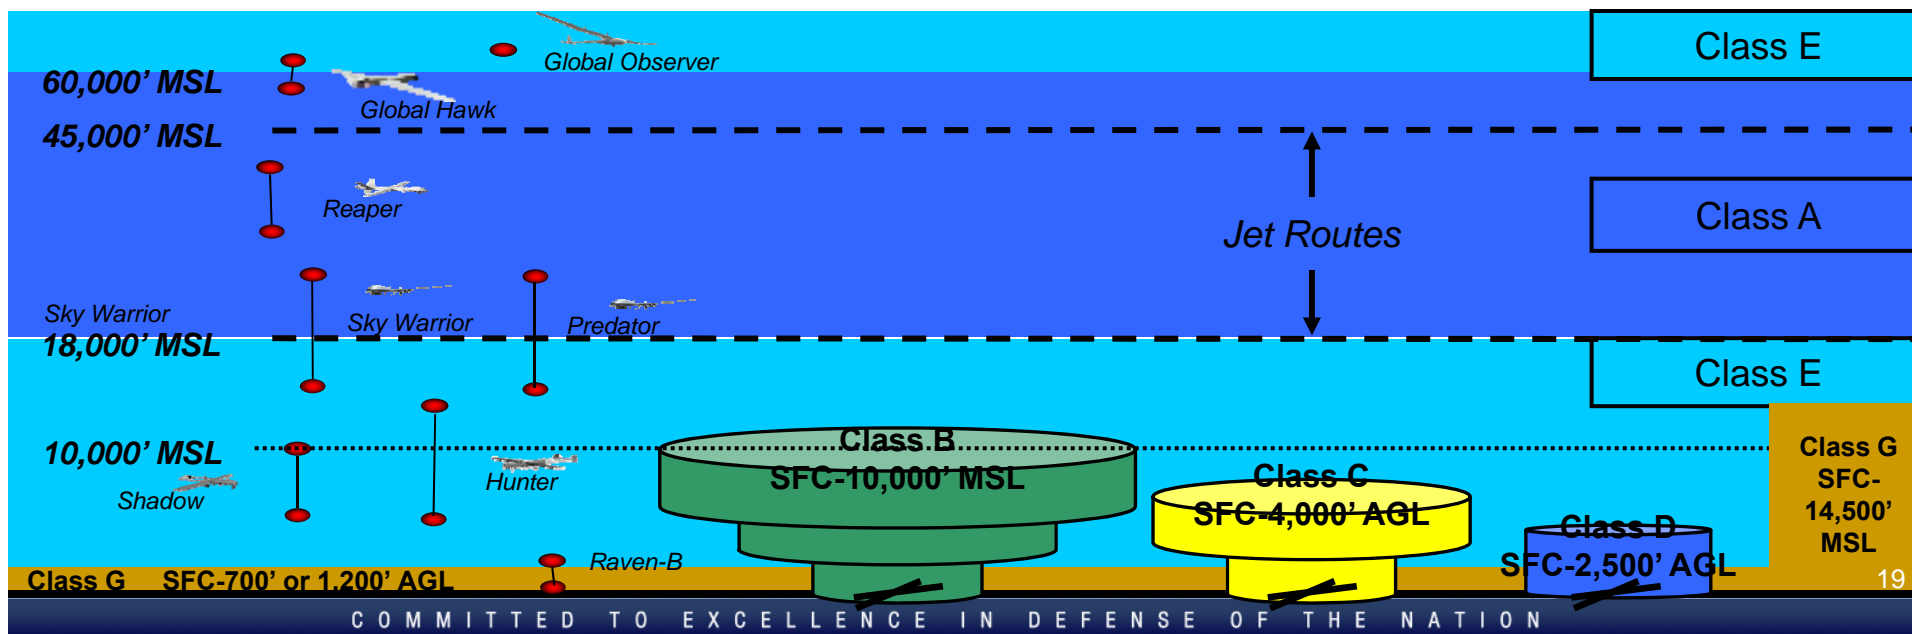 Class E
Global Observer
60,000’ MSL
Global Hawk
45,000’ MSL
Reaper
Class A
Jet Routes
Sky Warrior
Sky Warrior
Predator
18,000’ MSL
Class E
10,000’ MSL
Class B
SFC-10,000’ MSL
Class C
SFC-4,000’ AGL
Class G
SFC-
14,500’
MSL
Shadow
Hunter
Class D
SFC-2,500’ AGL
Raven-B
Class G SFC-700’ or 1,200’ AGL
19
COMMITTED TO EXCELLENCE IN DEFENSE OF THE NATION